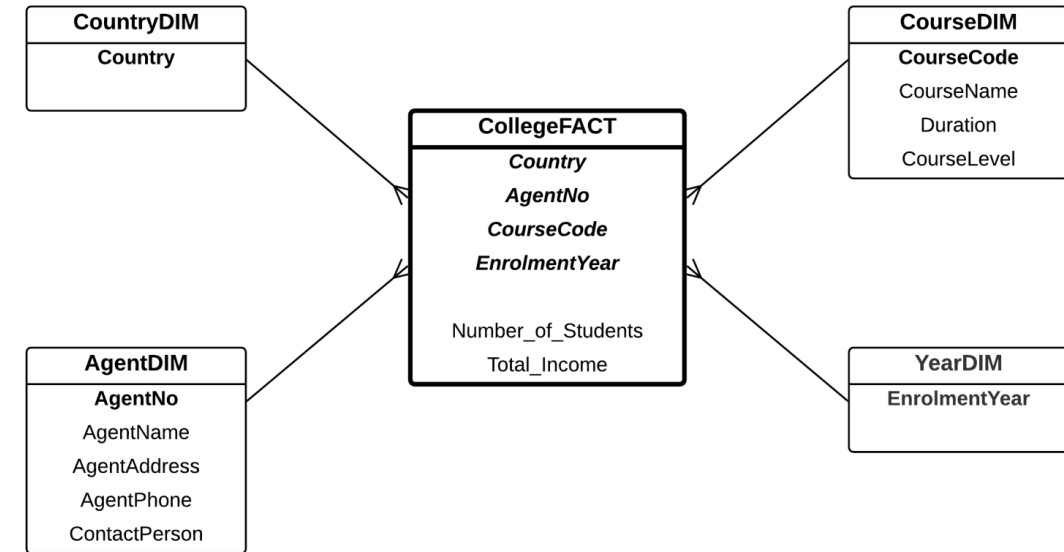 CountryDIM
Country
CourseDIM
CourseCode
CourseName
Duration
CourseLevel
CollegeFACT
Country
AgentNo
CourseCode
EnrolmentYear
Number_of_Students
Total_Income
AgentDIM
AgentNo
AgentName
AgentAddress
AgentPhone
ContactPerson
YearDIM
EnrolmentYear